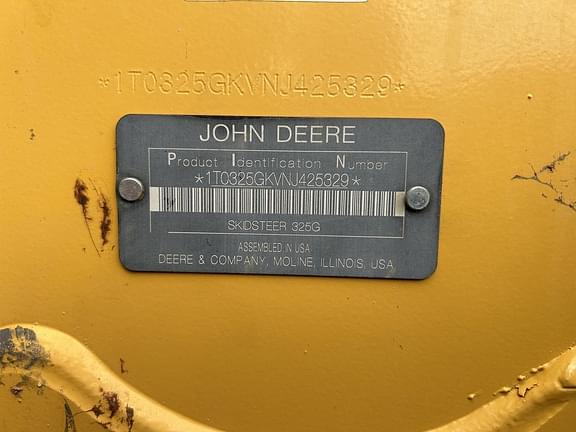 *1T0325GKVNJ425329*
JOHN DEERE
Product Identification Number
*1T0325GKVNJ425329*
SKIDSTEER 325G
ASSEMBLED IN USA
DEERE & COMPANY, MOLINE, ILLINOIS, USA